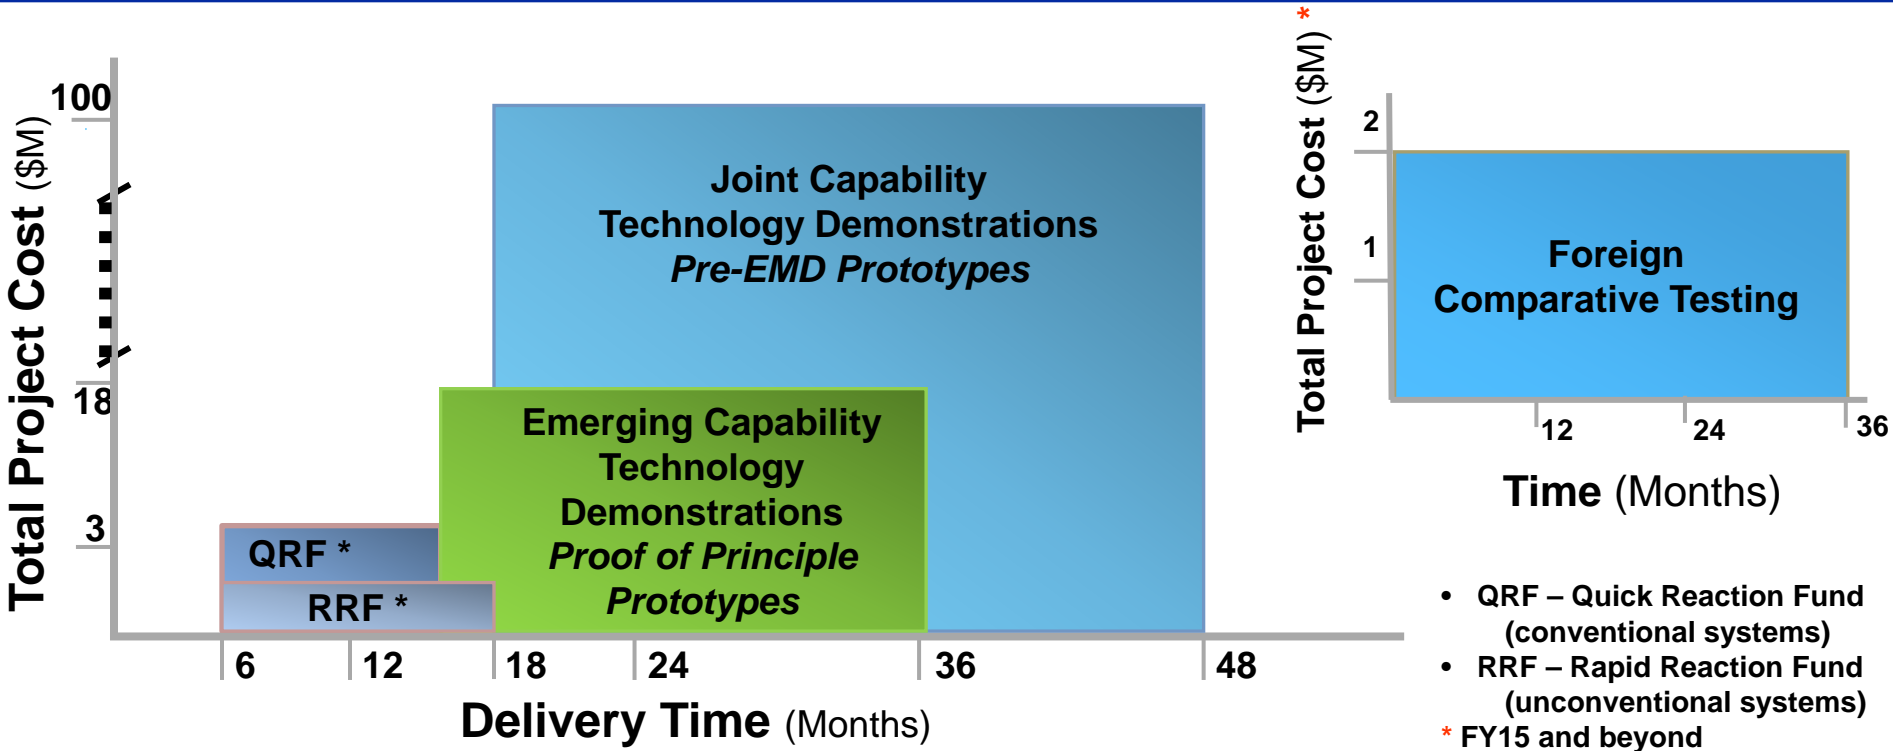 Total Project Cost ($M)
100
18
3
Joint Capability
Technology Demonstrations
Pre-EMD Prototypes
Emerging Capability
Technology
Demonstrations
Proof of Principle
Prototypes
QRF *
RRF *
6
12
18
24
36
48
Delivery Time (Months)
Total Project Cost ($M) *
2
1
Foreign
Comparative Testing
12
24
36
Time (Months)
• QRF – Quick Reaction Fund
(conventional systems)
• RRF – Rapid Reaction Fund
(unconventional systems)
* FY15 and beyond